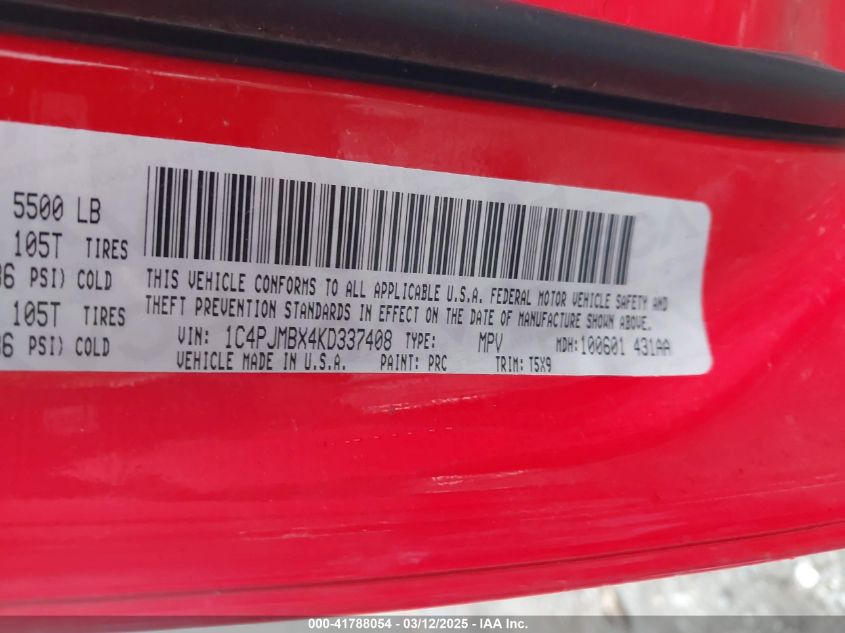 5500 LB
105T TIRES
36 PSI) COLD
105T TIRES
36 PSI) COLD
THIS VEHICLE CONFORMS TO ALL APPLICABLE U.S.A. FEDERAL MOTOR VEHICLE SAFETY AND
THEFT PREVENTION STANDARDS IN EFFECT ON THE DATE OF MANUFACTURE SHOWN ABOVE.
VIN: 1C4PJMBX4KD337408 TYPE: MPV MDH:100601 431AA
VEHICLE MADE IN U.S.A. PAINT: PRC TRIM: T5X9
000-41788054 - 03/12/2025 - IAA Inc.